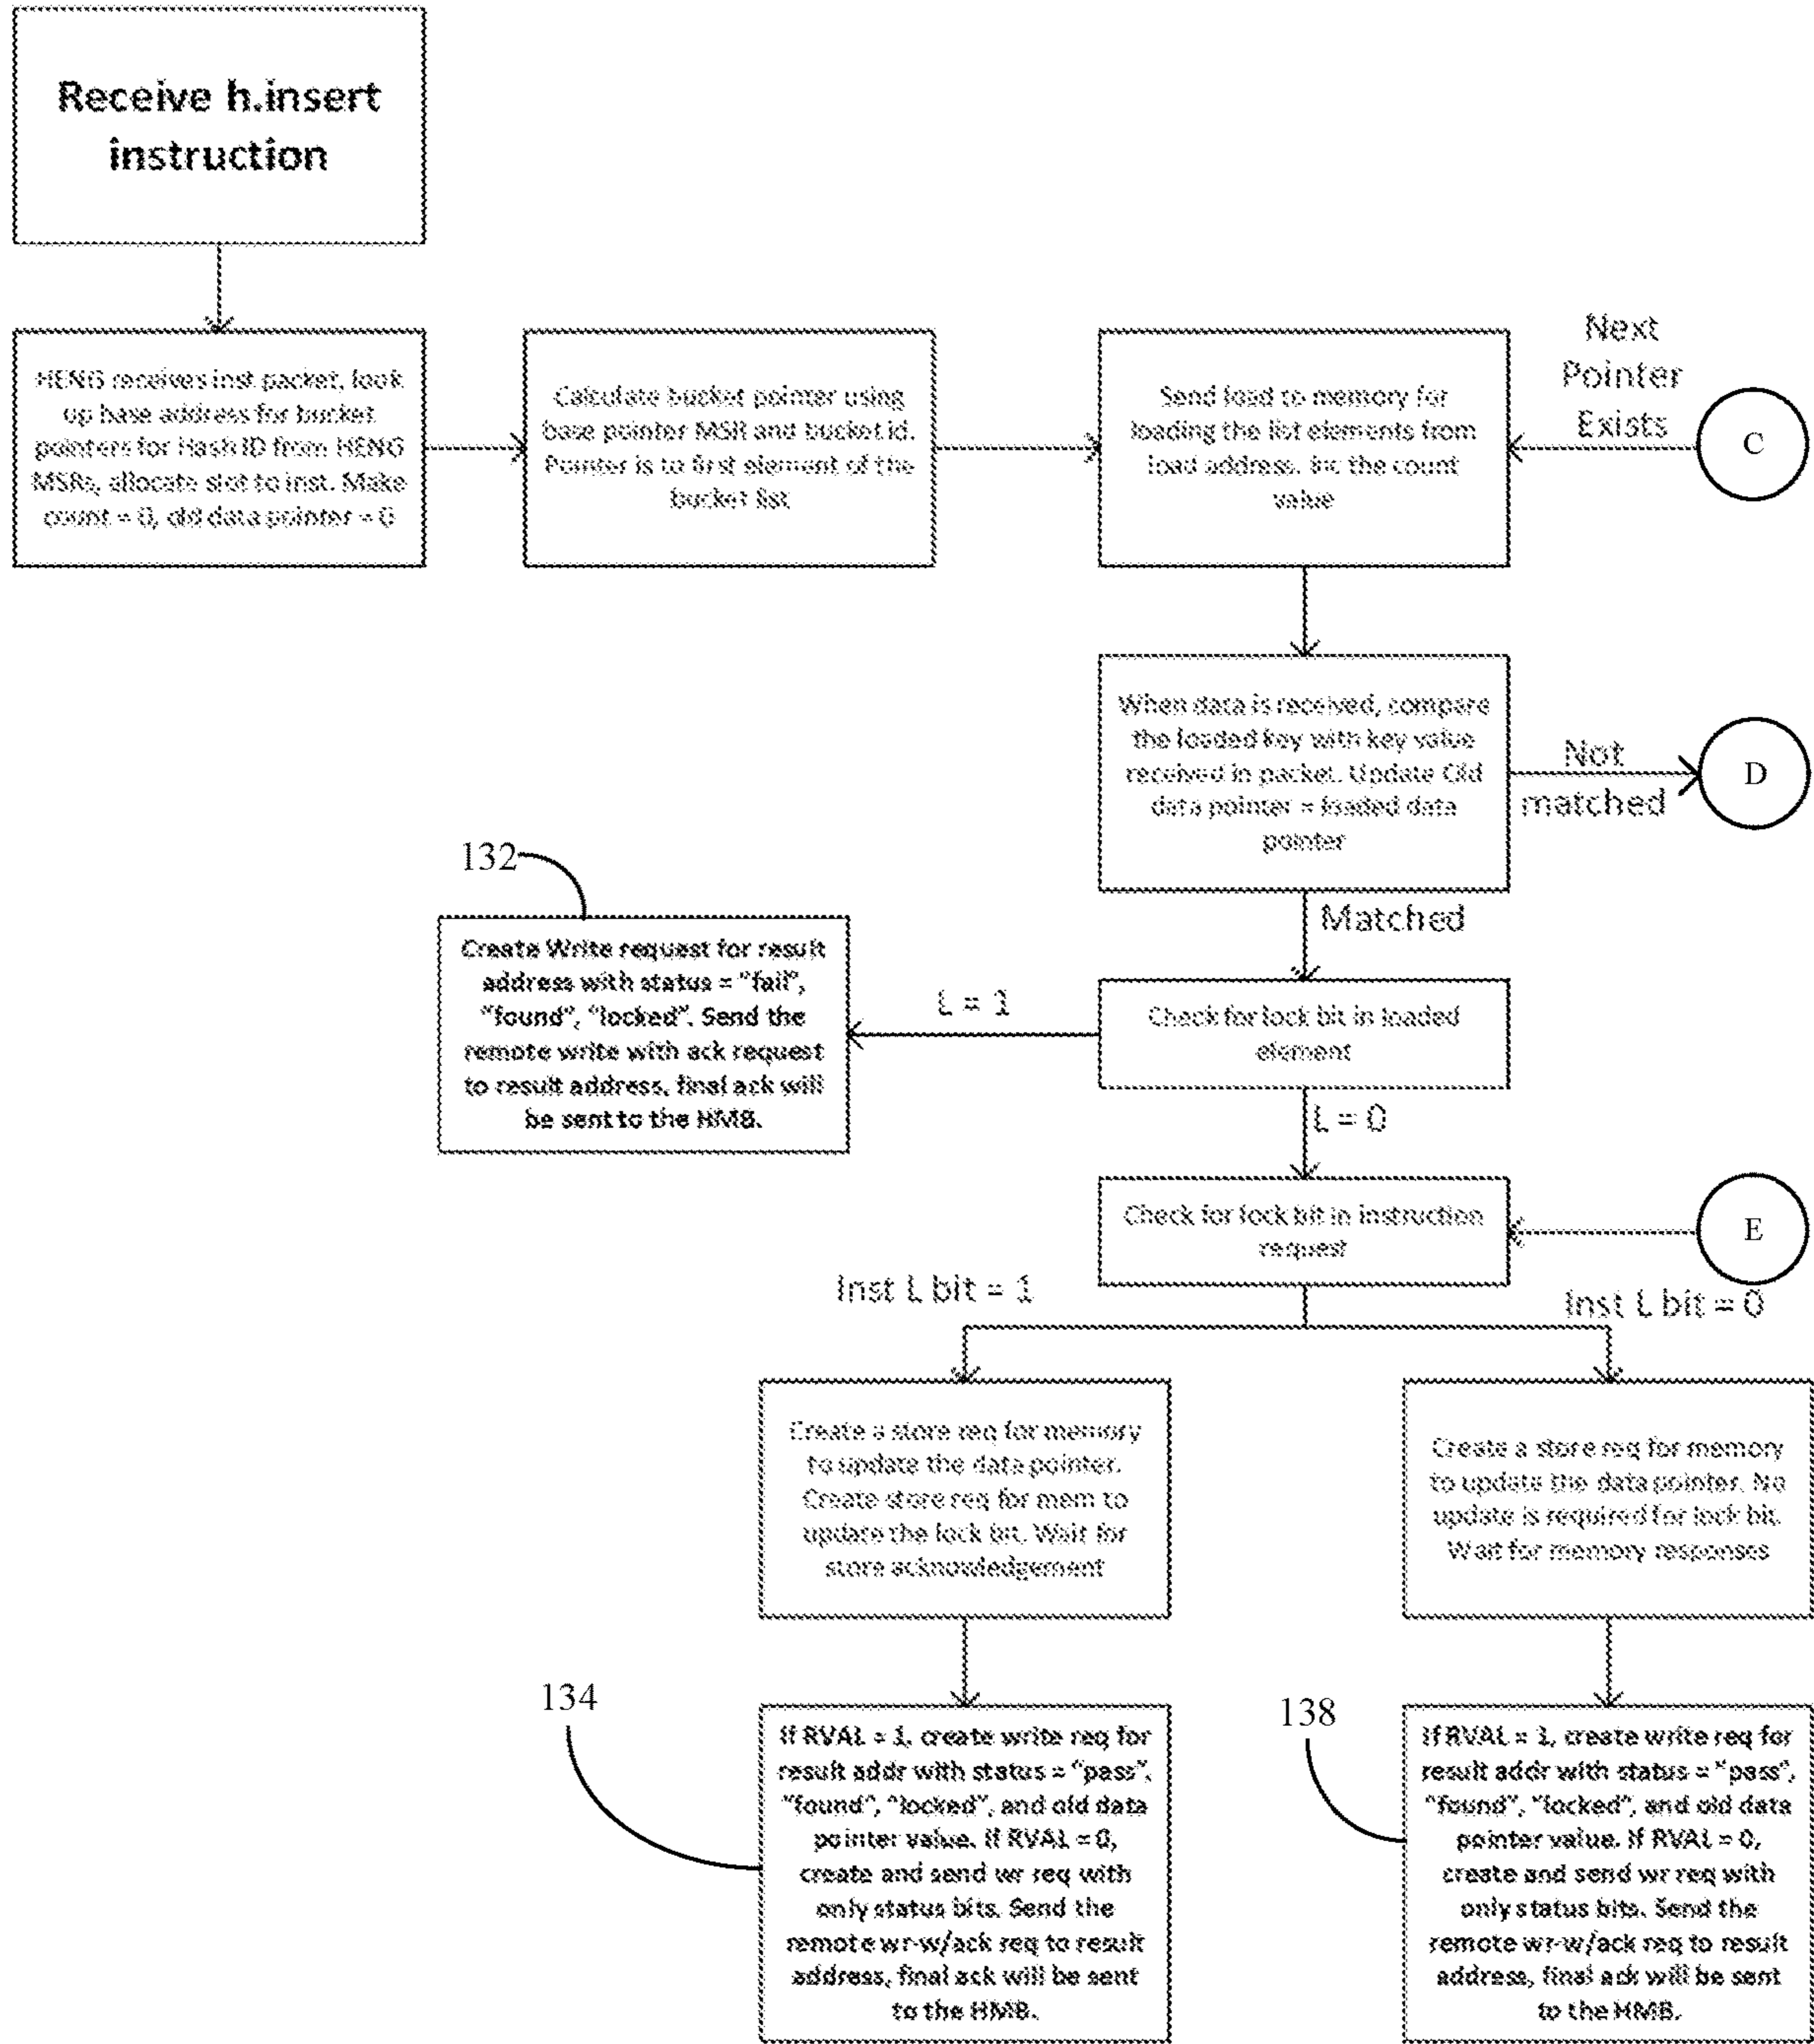 Receive h.insert
instruction
HENG receives inst packet, look
up base address for bucket
pointers for Hash ID from HENG
MSRs, allocate slot to inst. Make
count = 0, old data pointer = 0
Calculate bucket pointer using
base pointer MSR and bucket id.
Pointer is to first element of the
bucket list
Send load to memory for
loading the list elements from
load address. Inc the count
value
Next
Pointer
Exists
C
When data is received, compare
the loaded key with key value
received in packet. Update Old
data pointer = loaded data
pointer
Not
matched
D
Matched
132
Create Write request for result
address with status = "fail",
"found", "locked". Send the
remote write with ack request
to result address, final ack will
be sent to the HMB.
L = 1
Check for lock bit in loaded
element
L = 0
Check for lock bit in instruction
request
E
Inst L bit = 1
Inst L bit = 0
Create a store req for memory
to update the data pointer.
Create store req for mem to
update the lock bit. Wait for
store acknowledgement
Create a store req for memory
to update the data pointer. No
update is required for lock bit.
Wait for memory responses
134
If RVAL = 1, create write req for
result addr with status = "pass",
"found", "locked", and old data
pointer value. If RVAL = 0,
create and send wr req with
only status bits. Send the
remote wr-w/ack req to result
address, final ack will be sent
to the HMB.
138
If RVAL = 1, create write req for
result addr with status = "pass",
"found", "locked", and old data
pointer value. If RVAL = 0,
create and send wr req with
only status bits. Send the
remote wr-w/ack req to result
address, final ack will be sent
to the HMB.